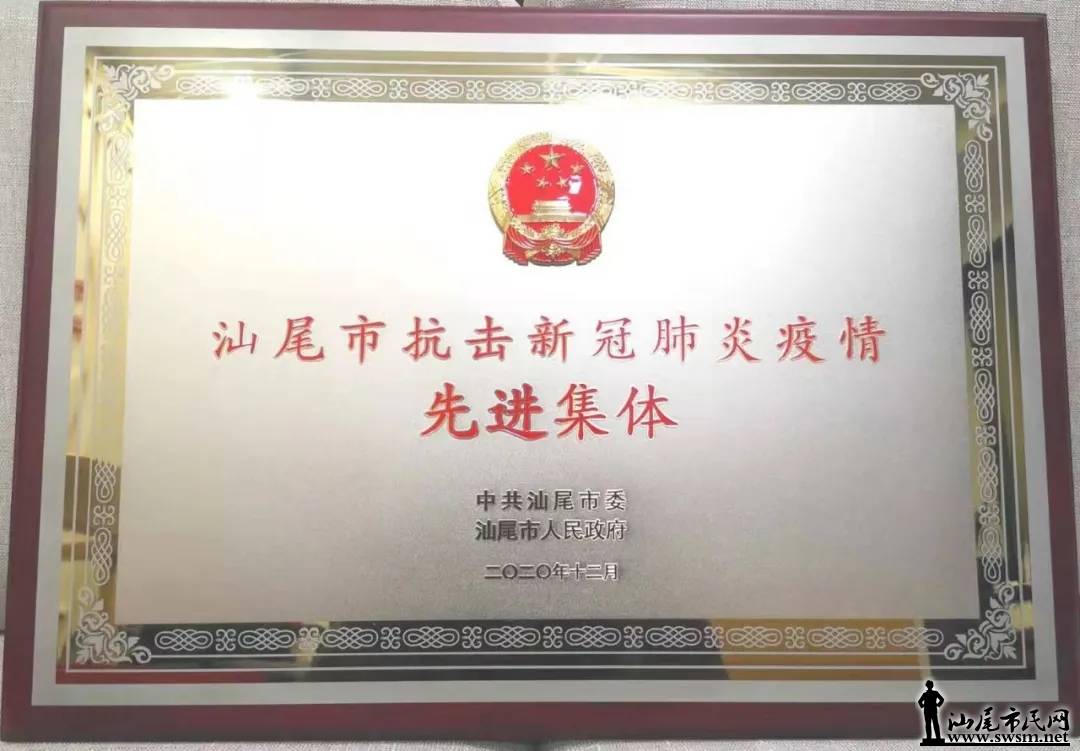 汕尾市抗击新冠肺炎疫情
先进集体
中共汕尾市委
汕尾市人民政府
二〇二〇年十二月
汕尾市民网
www.swsm.net